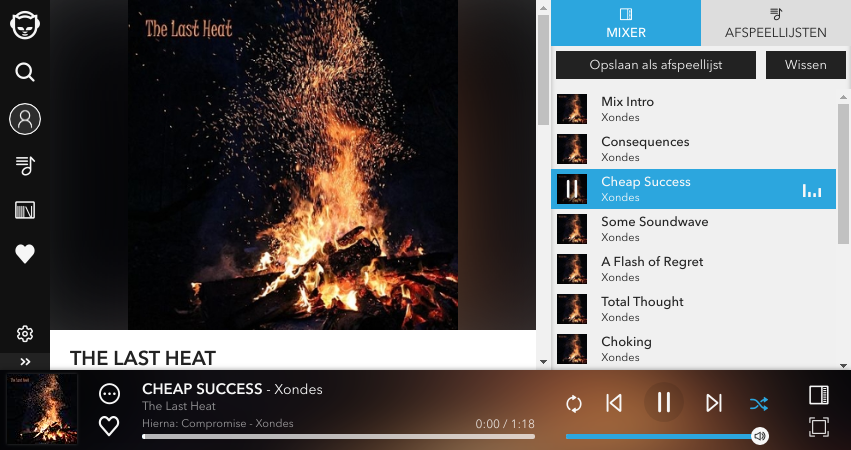 The Last Heat
THE LAST HEAT
MIXER
AFSPEELLIJSTEN
Opslaan als afspeellijst
Wissen
Mix Intro
Xondes
Consequences
Xondes
Cheap Success
Xondes
Some Soundwave
Xondes
A Flash of Regret
Xondes
Total Thought
Xondes
Choking
Xondes
CHEAP SUCCESS - Xondes
The Last Heat
Hierna: Compromise - Xondes
0:00 / 1:18